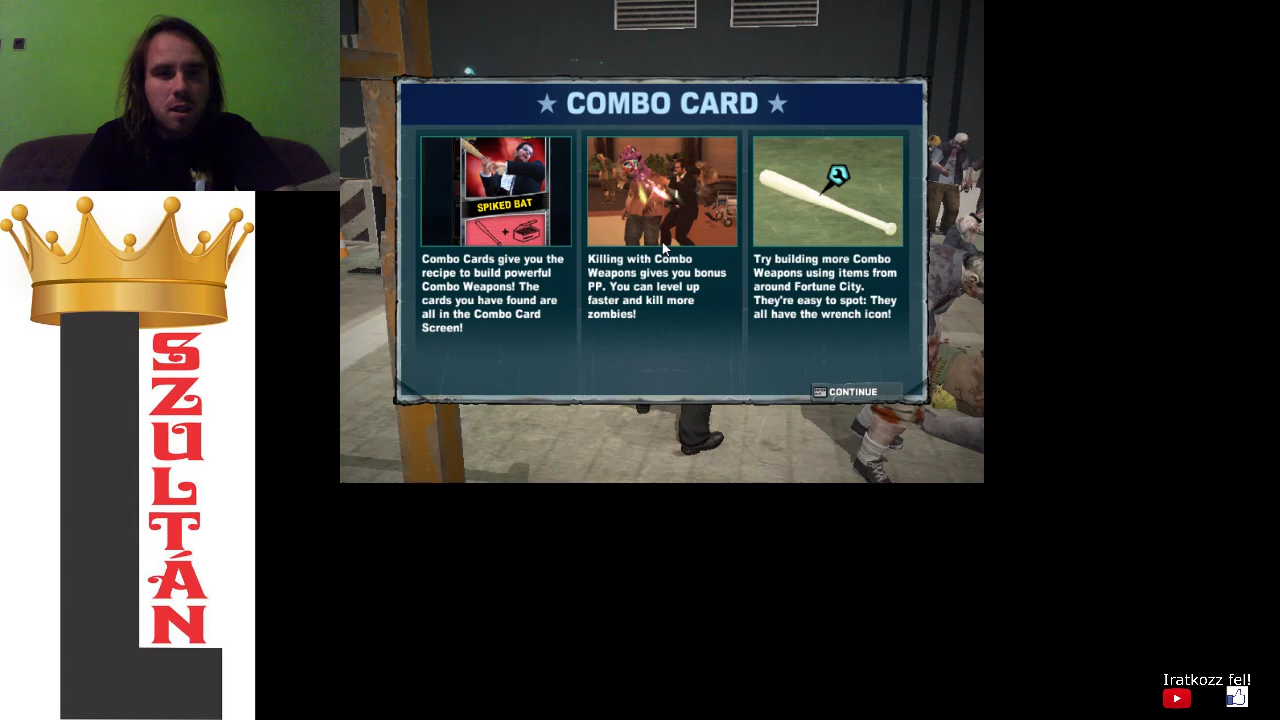 ★ COMBO CARD ★
SPIKED BAT
+
Combo Cards give you the
recipe to build powerful
Combo Weapons! The
cards you have found are
all in the Combo Card
Screen!
Killing with Combo
Weapons gives you bonus
PP. You can level up
faster and kill more
zombies!
Try building more Combo
Weapons using items from
around Fortune City.
They're easy to spot: They
all have the wrench icon!
CONTINUE
L
SZULTÁN
Iratkozz fel!